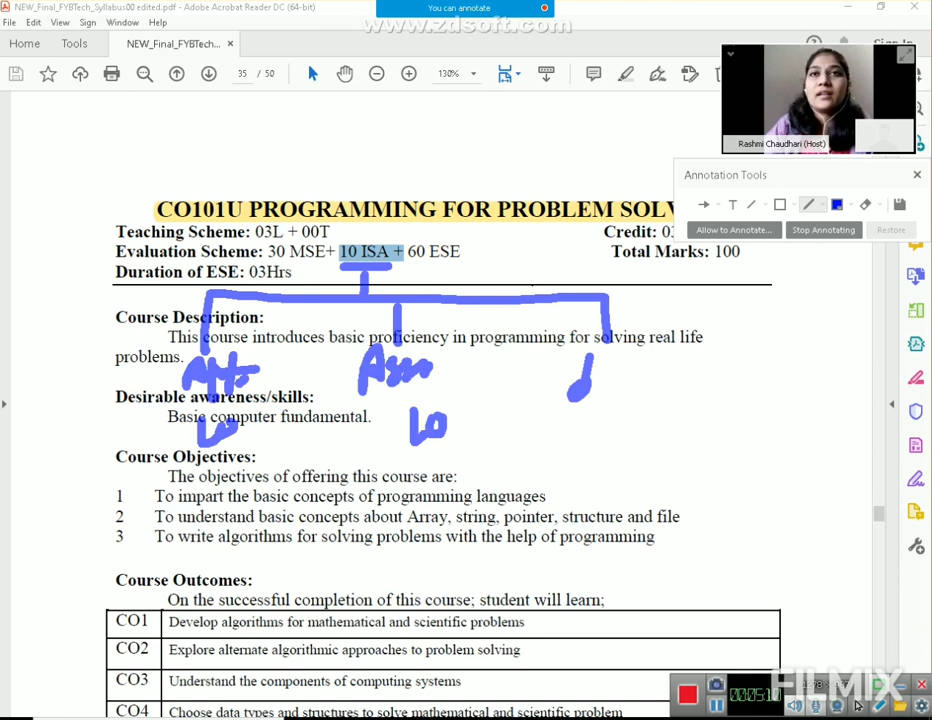 NEW_Final_FYBTech_Syllabus00 edited.pdf - Adobe Acrobat Reader DC (64-bit)
You can annotate
www.zdsoft.com
File Edit View Sign Window Help
Home Tools NEW_Final_FYBTech... × Sign In
35 / 50 130%
Rashmi Chaudhari (Host)
Annotation Tools
Allow to Annotate... Stop Annotating Restore
CO101U PROGRAMMING FOR PROBLEM SOLV
Teaching Scheme: 03L + 00T Credit: 03
Evaluation Scheme: 30 MSE+ 10 ISA + 60 ESE Total Marks: 100
Duration of ESE: 03Hrs
Course Description:
This course introduces basic proficiency in programming for solving real life
problems.
Desirable awareness/skills:
Basic computer fundamental.
Course Objectives:
The objectives of offering this course are:
1 To impart the basic concepts of programming languages
2 To understand basic concepts about Array, string, pointer, structure and file
3 To write algorithms for solving problems with the help of programming
Course Outcomes:
On the successful completion of this course; student will learn;
CO1 Develop algorithms for mathematical and scientific problems
CO2 Explore alternate algorithmic approaches to problem solving
CO3 Understand the components of computing systems
CO4 Choose data types and structures to solve mathematical and scientific problem
FILMIX
00:05:10